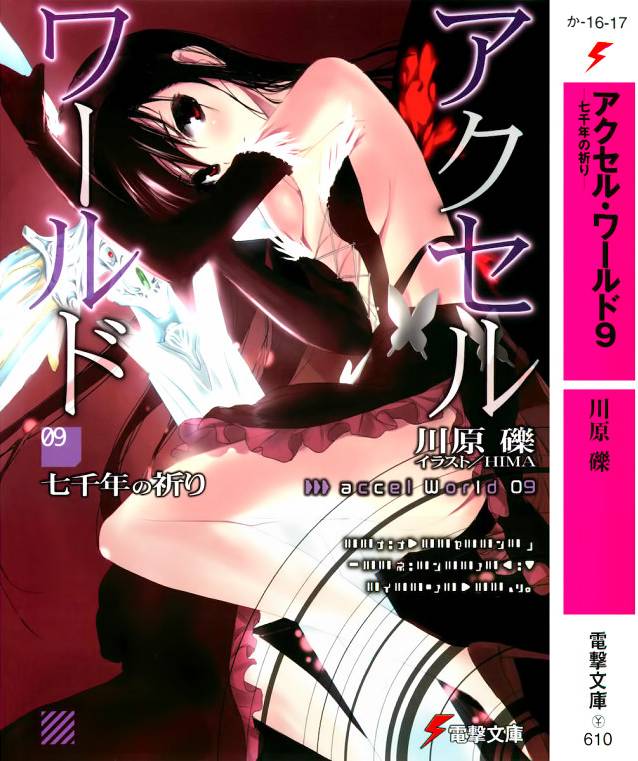 アクセル
ワールド
09
七千年の祈り
川原 礫
イラスト/HIMA
accel World 09
電撃文庫
か-16-17
アクセル・ワールド9
―七千年の祈り―
川原 礫
電撃文庫
¥
610